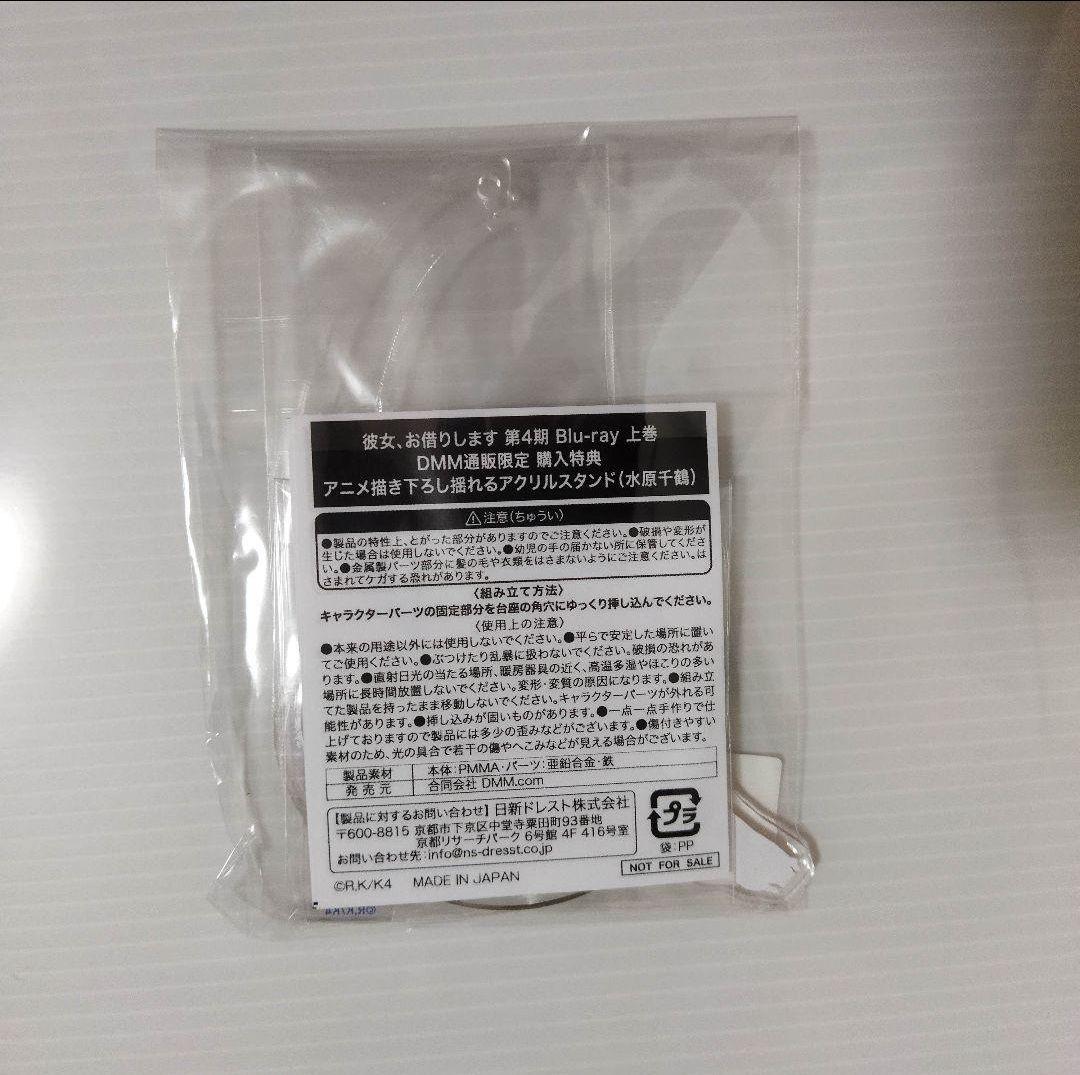 彼女、お借りします 第4期 Blu-ray 上巻
DMM通販限定 購入特典
アニメ描き下ろし揺れるアクリルスタンド(水原千鶴)
⚠注意(ちゅうい)
●製品の特性上、とがった部分がありますのでご注意ください。●破損や変形が
生じた場合は使用しないでください。●幼児の手の届かない所に保管してくださ
い。●金属製パーツ部分に髪の毛や衣類をはさまないようにご注意ください。は
さまれてケガする恐れがあります。
〈組み立て方法〉
キャラクターパーツの固定部分を台座の角穴にゆっくり挿し込んでください。
〈使用上の注意〉
●本来の用途以外には使用しないでください。●平らで安定した場所に置い
てご使用ください。●ぶつけたり乱暴に扱わないでください。破損の恐れがあ
ります。●直射日光の当たる場所、暖房器具の近く、高温多湿やほこりの多い
場所に長時間放置しないでください。変形・変質の原因になります。●組み立
てた製品を持ったまま移動しないでください。キャラクターパーツが外れる可
能性があります。●挿し込みが固いものがあります。●一点一点手作りで仕
上げておりますので製品には多少の歪みなどがございます。●傷付きやすい
素材のため、光の具合で若干の傷やへこみなどが見える場合がございます。
製品素材 本体:PMMA・パーツ:亜鉛合金・鉄
発売元 合同会社 DMM.com
【製品に対するお問い合わせ】日新ドレスト株式会社
〒600-8815 京都市下京区中堂寺粟田町93番地
京都リサーチパーク 6号館 4F 416号室
お問い合わせ先:info@ns-dresst.co.jp
プラ
袋:PP
NOT FOR SALE
©R,K/K4 MADE IN JAPAN
©R,K/K4